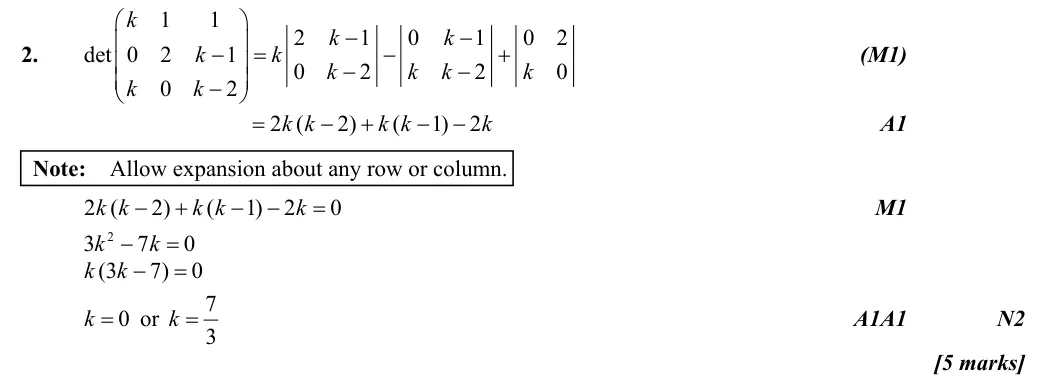 2. det(k 1 1
0 2 k − 1
k 0 k − 2) = k|2 k − 1
0 k − 2| − |0 k − 1
k k − 2| + |0 2
k 0| (M1)
= 2k(k − 2) + k(k − 1) − 2k A1
Note: Allow expansion about any row or column.
2k(k − 2) + k(k − 1) − 2k = 0 M1
3k² − 7k = 0
k(3k − 7) = 0
k = 0 or k = 7/3 A1A1 N2
[5 marks]